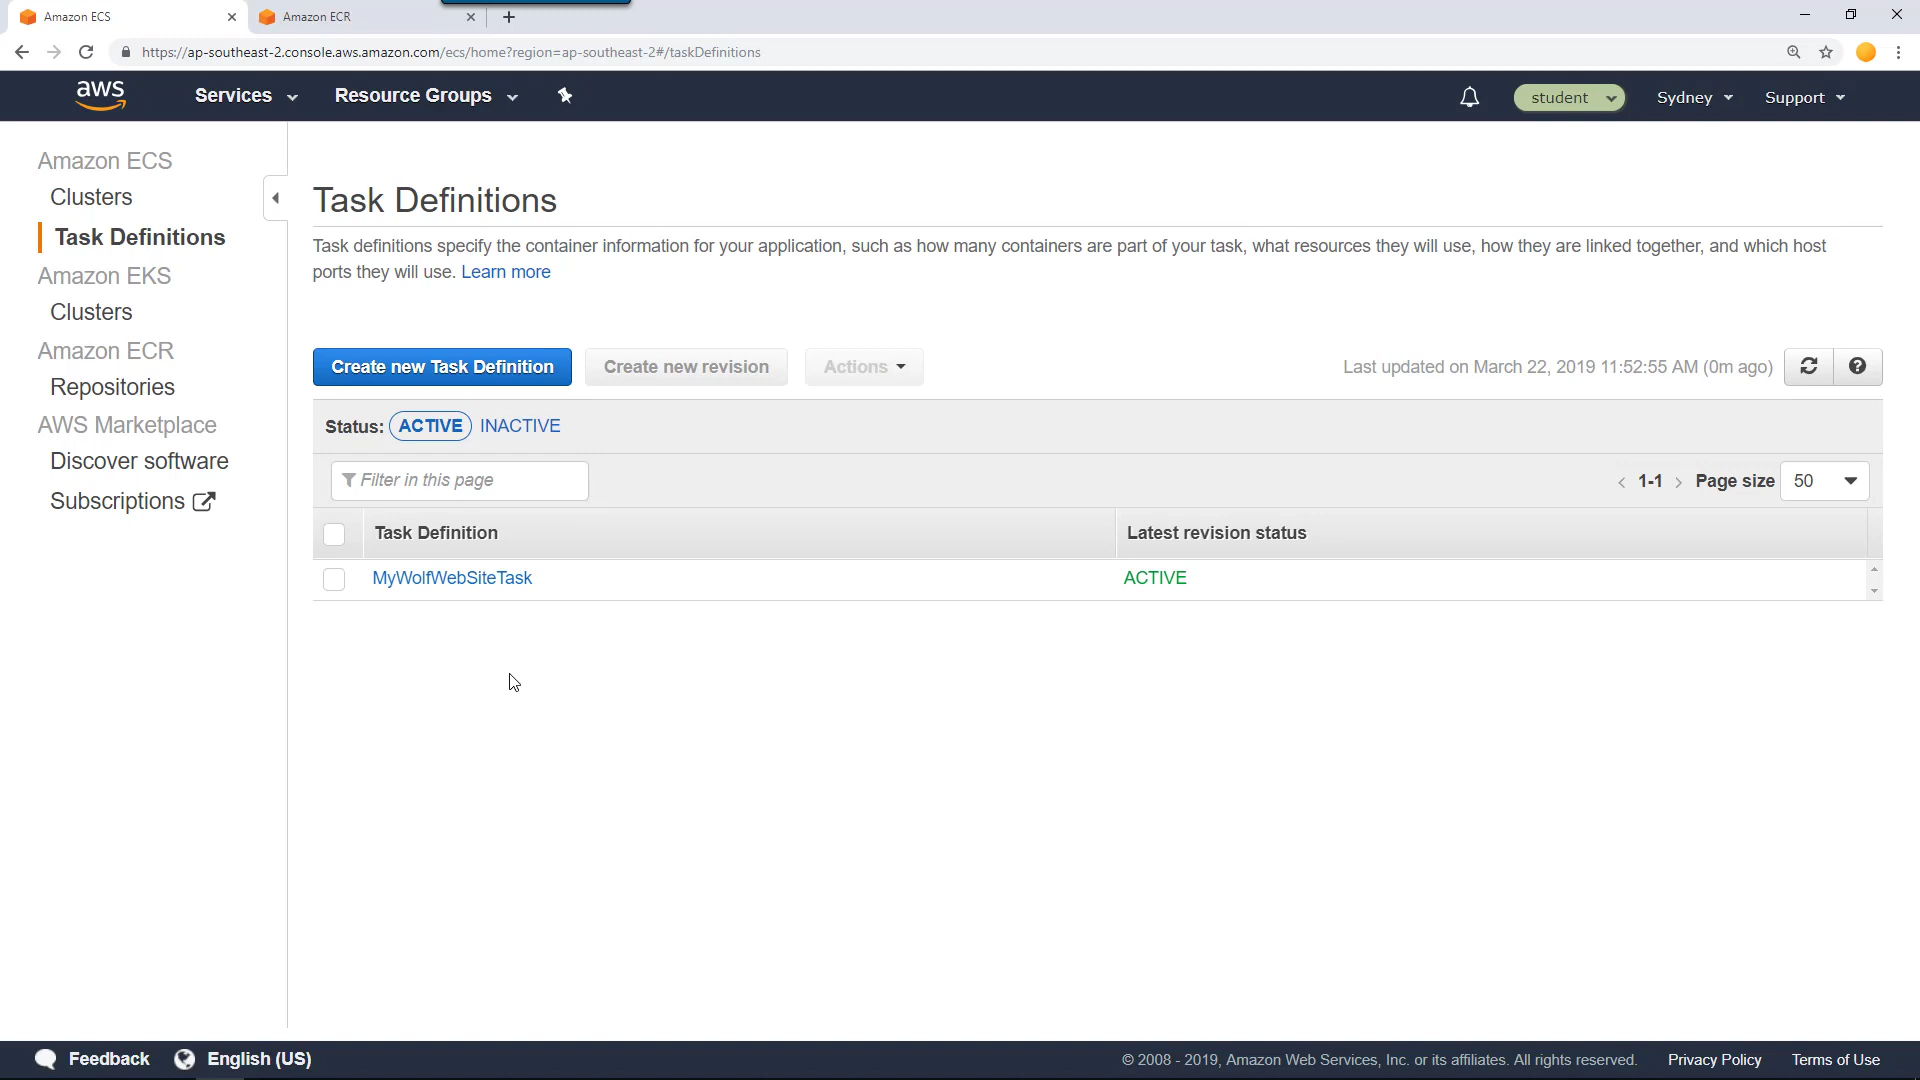 Amazon ECS
Amazon ECR
https://ap-southeast-2.console.aws.amazon.com/ecs/home?region=ap-southeast-2#/taskDefinitions
aws
Services
Resource Groups
student
Sydney
Support
Amazon ECS
Clusters
Task Definitions
Amazon EKS
Clusters
Amazon ECR
Repositories
AWS Marketplace
Discover software
Subscriptions
Task Definitions
Task definitions specify the container information for your application, such as how many containers are part of your task, what resources they will use, how they are linked together, and which host
ports they will use. Learn more
Create new Task Definition
Create new revision
Actions
Last updated on March 22, 2019 11:52:55 AM (0m ago)
Status: ACTIVE INACTIVE
Filter in this page
1-1
Page size
50
Task Definition
Latest revision status
MyWolfWebSiteTask
ACTIVE
Feedback
English (US)
© 2008 - 2019, Amazon Web Services, Inc. or its affiliates. All rights reserved.
Privacy Policy
Terms of Use